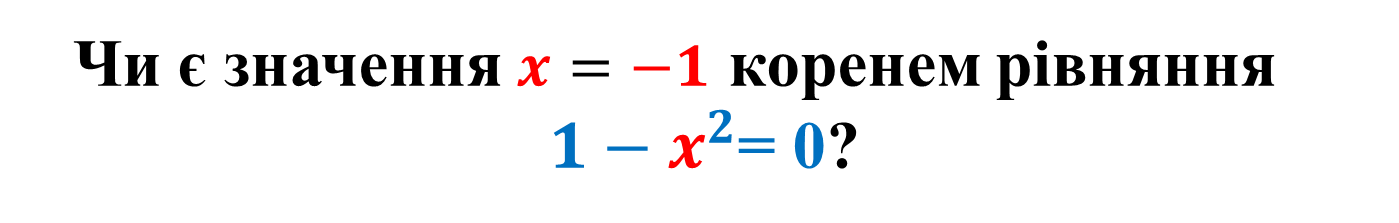 Чи є значення x = −1 коренем рівняння
1 − x²= 0?